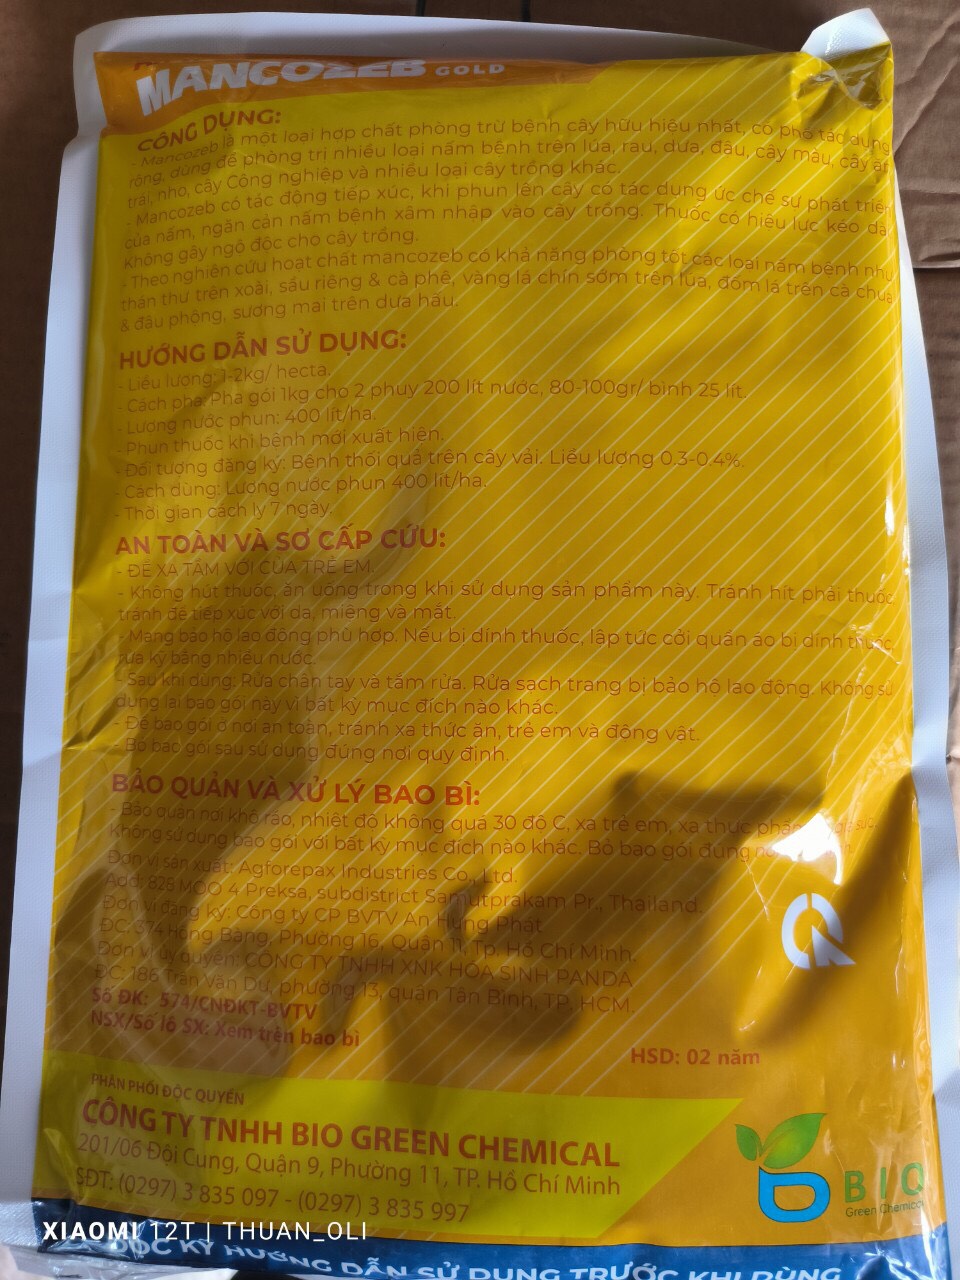 MANCOZEB GOLD
CÔNG DỤNG:
- Mancozeb là một loại hợp chất phòng trừ bệnh cây hữu hiệu nhất, có phổ tác dụng
rộng, dùng để phòng trị nhiều loại nấm bệnh trên lúa, rau, dưa, đậu, cây màu, cây ăn
trái, nho, cây Công nghiệp và nhiều loại cây trồng khác.
- Mancozeb có tác động tiếp xúc, khi phun lên cây có tác dụng ức chế sự phát triển
của nấm, ngăn cản nấm bệnh xâm nhập vào cây trồng. Thuốc có hiệu lực kéo dài
Không gây ngộ độc cho cây trồng.
- Theo nghiên cứu hoạt chất mancozeb có khả năng phòng tốt các loại nấm bệnh như
thán thư trên xoài, sầu riêng & cà phê, vàng lá chín sớm trên lúa, đốm lá trên cà chua
& đậu phộng, sương mai trên dưa hấu.
HƯỚNG DẪN SỬ DỤNG:
- Liều lượng: 1-2kg/ hecta.
- Cách pha: Pha gói 1kg cho 2 phuy 200 lít nước, 80-100gr/ bình 25 lít.
- Lượng nước phun: 400 lít/ha.
- Phun thuốc khi bệnh mới xuất hiện.
- Đối tượng đăng ký: Bệnh thối quả trên cây vải. Liều lượng 0.3-0.4%.
- Cách dùng: Lượng nước phun 400 lít/ha.
- Thời gian cách ly 7 ngày.
AN TOÀN VÀ SƠ CẤP CỨU:
- ĐỂ XA TẦM VỚI CỦA TRẺ EM.
- Không hút thuốc, ăn uống trong khi sử dụng sản phẩm này. Tránh hít phải thuốc,
tránh để tiếp xúc với da, miệng và mắt.
- Mang bảo hộ lao động phù hợp. Nếu bị dính thuốc, lập tức cởi quần áo bị dính thuốc,
rửa kỹ bằng nhiều nước.
- Sau khi dùng: Rửa chân tay và tắm rửa. Rửa sạch trang bị bảo hộ lao động. Không sử
dụng lại bao gói này vì bất kỳ mục đích nào khác.
- Để bao gói ở nơi an toàn, tránh xa thức ăn, trẻ em và động vật.
- Bỏ bao gói sau sử dụng đúng nơi quy định.
BẢO QUẢN VÀ XỬ LÝ BAO BÌ:
- Bảo quản nơi khô ráo, nhiệt độ không quá 30 độ C, xa trẻ em, xa thực phẩm
Không sử dụng bao gói với bất kỳ mục đích nào khác. Bỏ bao gói đúng
Đơn vị sản xuất: Agforepax Industries Co., Ltd.
Add: 826 MOO 4 Preksa, subdistrict Samutprakarn Pr., Thailand.
Đơn vị đăng ký: Công ty CP BVTV An Hưng Phát
ĐC: 374 Hồng Bàng, Phường 16, Quận 11, Tp. Hồ Chí Minh.
Đơn vị ủy quyền: CÔNG TY TNHH XNK HÓA SINH PANDA
ĐC: 186 Trần Văn Dư, phường 13, quận Tân Bình, TP. HCM.
Số ĐK: 574/CNĐKT-BVTV
NSX/Số lô SX: Xem trên bao bì
HSD: 02 năm
PHÂN PHỐI ĐỘC QUYỀN
CÔNG TY TNHH BIO GREEN CHEMICAL
201/06 Đội Cung, Quận 9, Phường 11, TP. Hồ Chí Minh
SĐT: (0297) 3 835 097 - (0297) 3 835 997
BIO
Green Chemical
XIAOMI 12T | THUAN_OLI
ĐỌC KỸ HƯỚNG DẪN SỬ DỤNG TRƯỚC KHI DÙNG